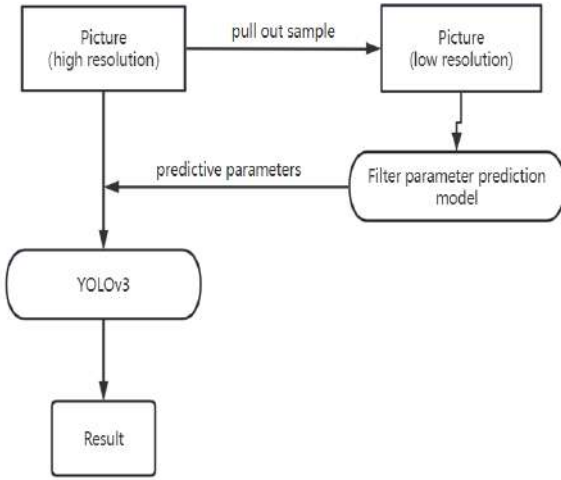 Picture
(high resolution)
pull out sample
Picture
(low resolution)
predictive parameters
Filter parameter prediction
model
YOLOv3
Result